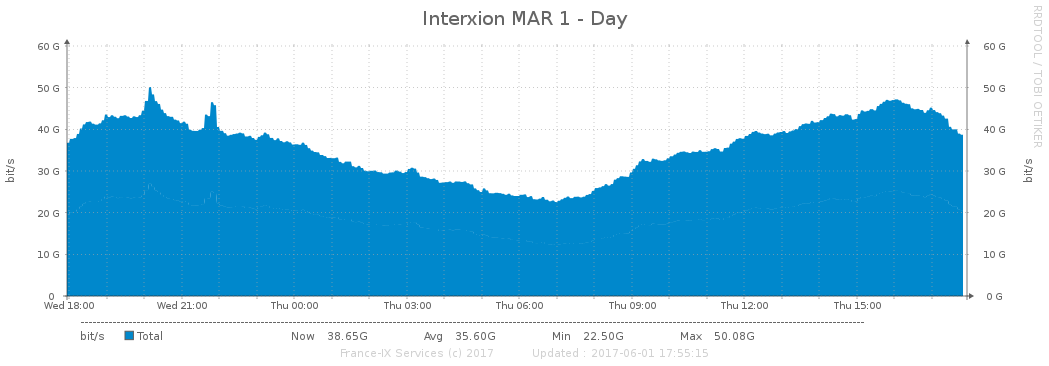 Interxion MAR 1 - Day
RRDTOOL / TOBI OETIKER
60 G 60 G
50 G 50 G
40 G 40 G
30 G 30 G
20 G 20 G
10 G 10 G
0 0 G
bit/s bit/s
Wed 18:00 Wed 21:00 Thu 00:00 Thu 03:00 Thu 06:00 Thu 09:00 Thu 12:00 Thu 15:00
bit/s Total Now 38.65G Avg 35.60G Min 22.50G Max 50.08G
France-IX Services (c) 2017 Updated : 2017-06-01 17:55:15